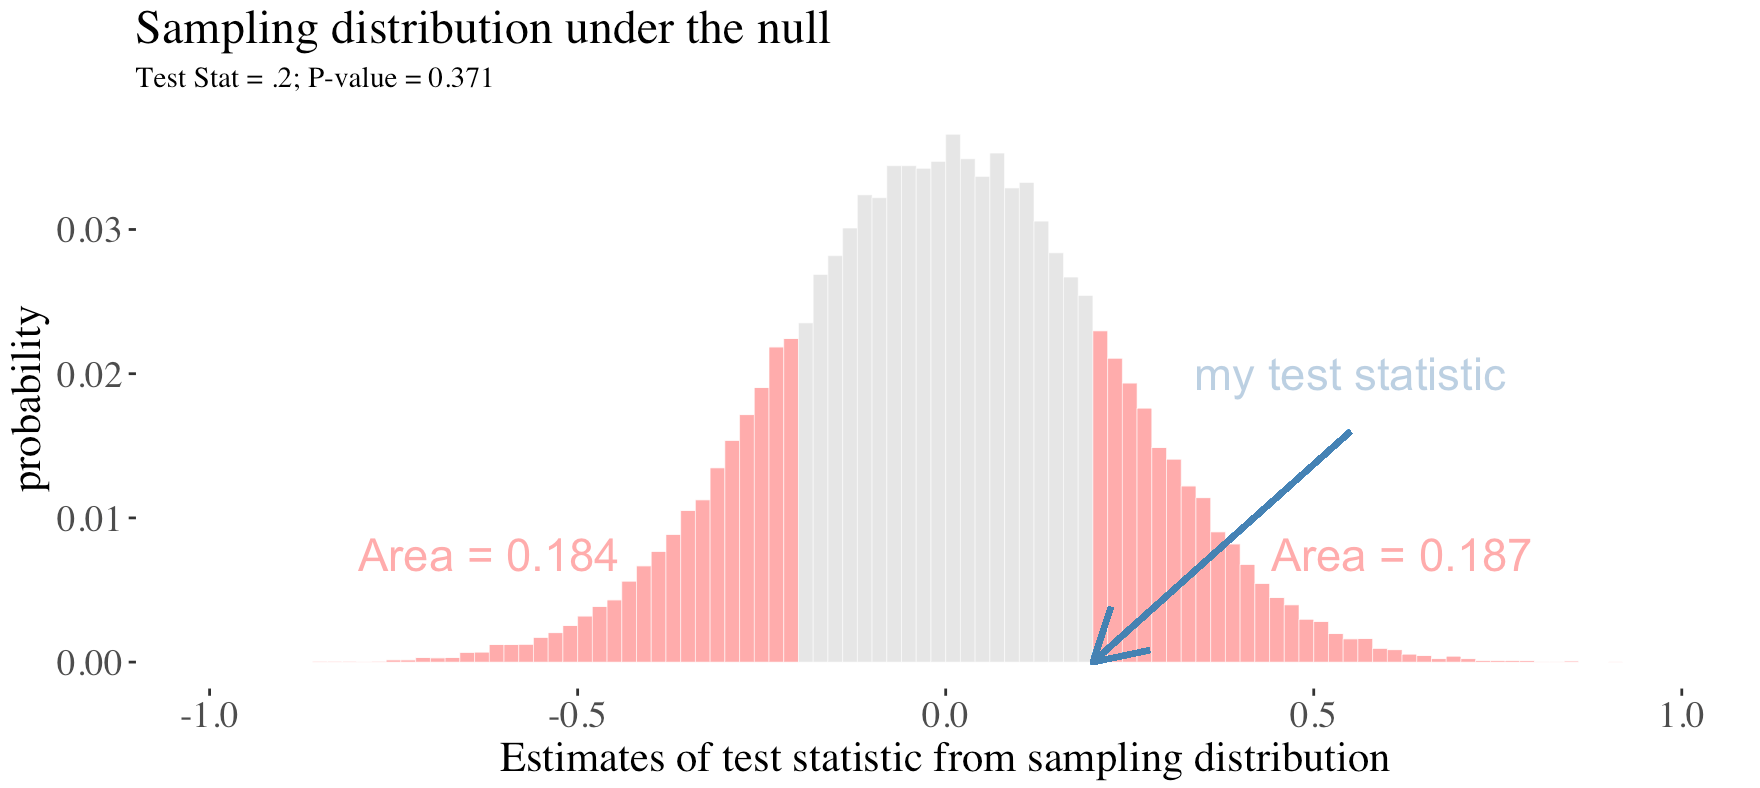 Sampling distribution under the null
Test Stat = .2; P-value = 0.371
probability
0.03
0.02
0.01
0.00
my test statistic
Area = 0.184
Area = 0.187
-1.0
-0.5
0.0
0.5
1.0
Estimates of test statistic from sampling distribution